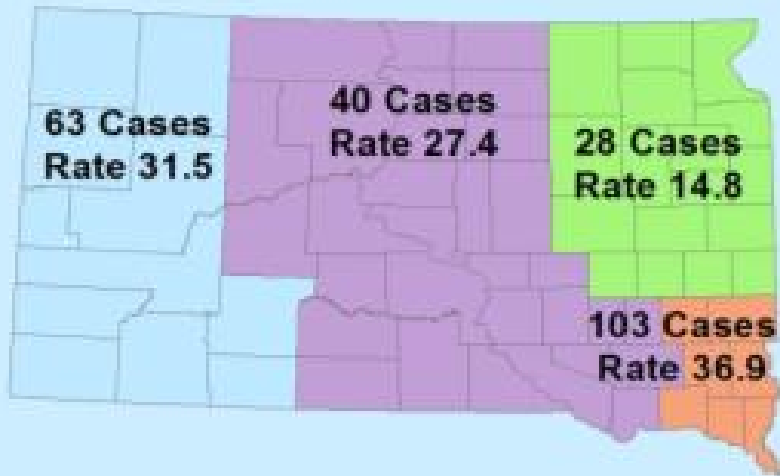 63 Cases
Rate 31.5
40 Cases
Rate 27.4
28 Cases
Rate 14.8
103 Cases
Rate 36.9